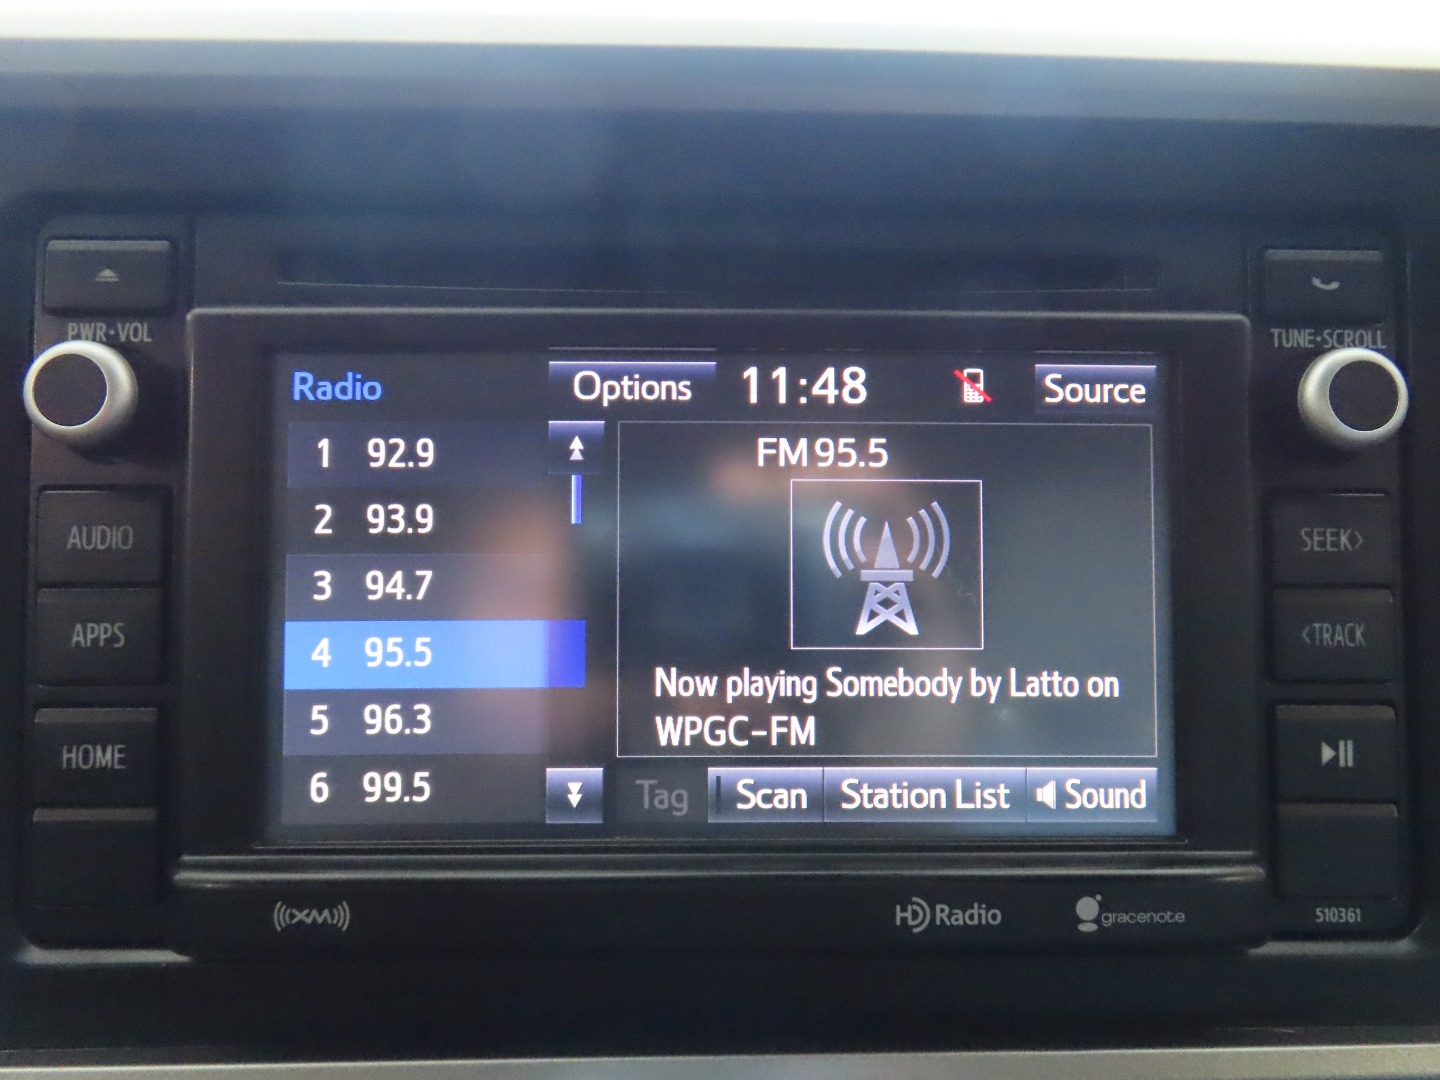 PWR•VOL
TUNE•SCROLL
Radio
Options
11:48
Source
1 92.9
2 93.9
3 94.7
4 95.5
5 96.3
6 99.5
FM 95.5
Now playing Somebody by Latto on
WPGC-FM
Tag
Scan
Station List
Sound
AUDIO
APPS
HOME
SEEK>
<TRACK
510361
((XM))
HD Radio
gracenote